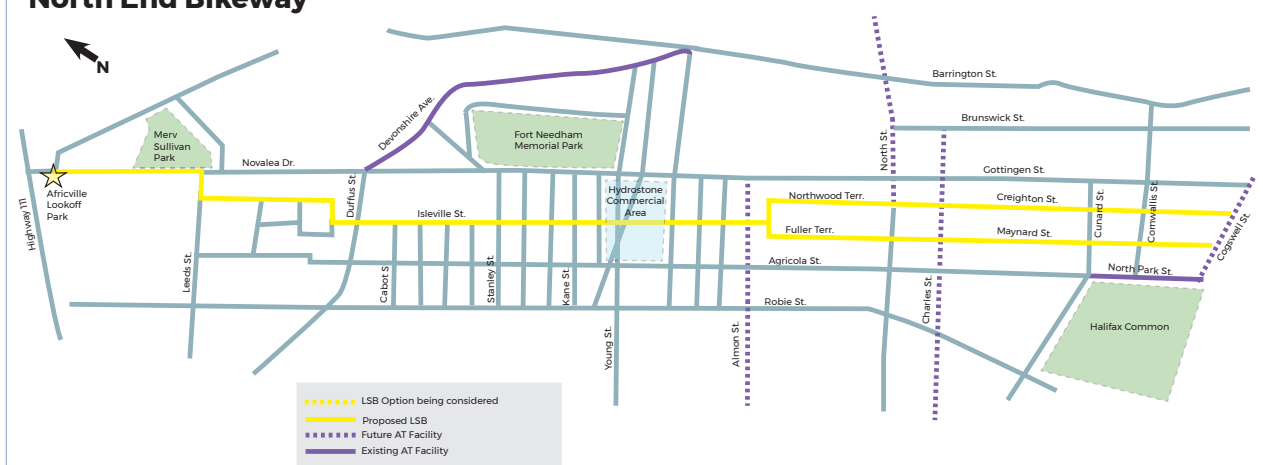 North End Bikeway
N
Merv
Sullivan
Park
Africville
Lookoff
Park
Highway 111
Novalea Dr.
Leeds St.
Duffus St.
Devonshire Ave.
Fort Needham
Memorial Park
Hydrostone
Commercial
Area
Isleville St.
Cabot S
Stanley St.
Kane St.
Young St.
Almon St.
Agricola St.
Robie St.
Northwood Terr.
Fuller Terr.
North St.
Charles St.
Barrington St.
Brunswick St.
Gottingen St.
Creighton St.
Maynard St.
Cunard St.
Cornwallis St.
Cogswell St.
North Park St.
Halifax Common
LSB Option being considered
Proposed LSB
Future AT Facility
Existing AT Facility